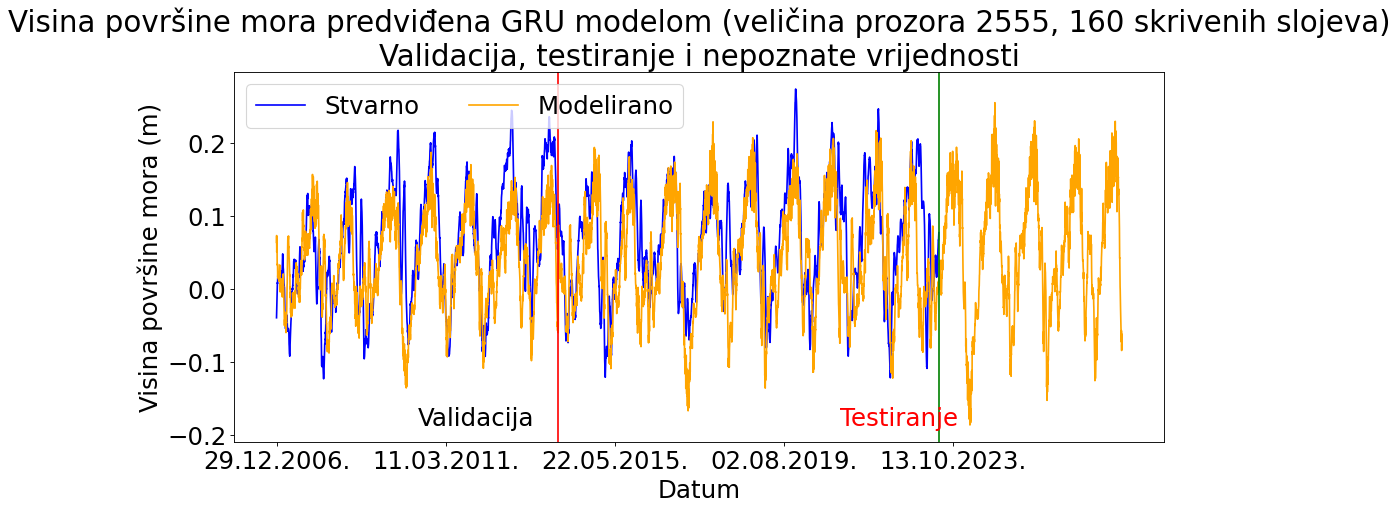 Visina površine mora predviđena GRU modelom (veličina prozora 2555, 160 skrivenih slojeva)
Validacija, testiranje i nepoznate vrijednosti
Stvarno Modelirano
Visina površine mora (m)
0.2
0.1
0.0
−0.1
−0.2
Validacija
Testiranje
29.12.2006. 11.03.2011. 22.05.2015. 02.08.2019. 13.10.2023.
Datum